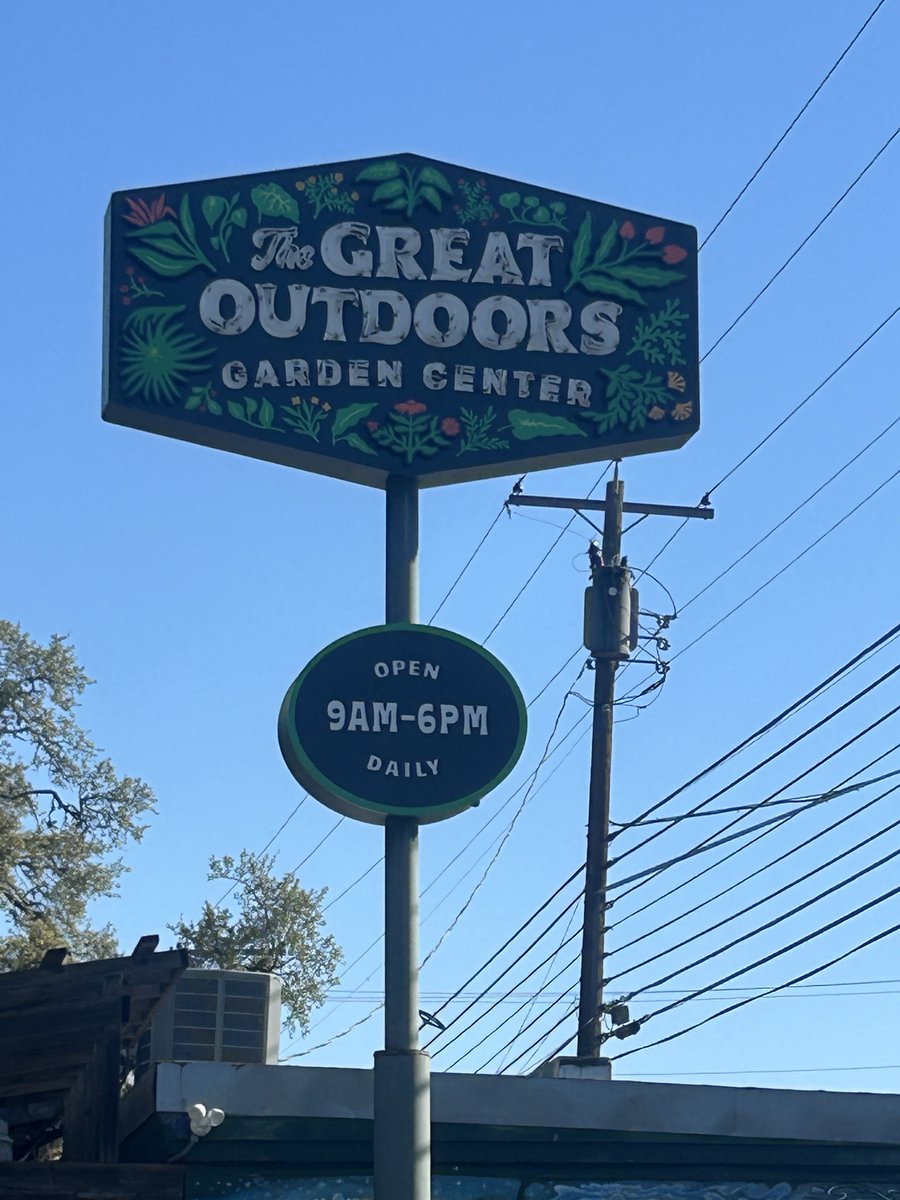 The GREAT
OUTDOORS
GARDEN CENTER
OPEN
9AM-6PM
DAILY